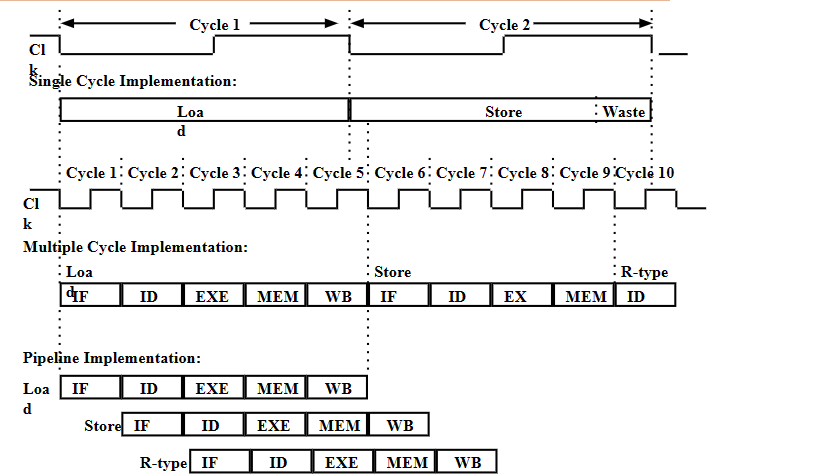 Cycle 1 Cycle 2
Cl
k
Single Cycle Implementation:
Loa
d
Store Waste
Cycle 1 Cycle 2 Cycle 3 Cycle 4 Cycle 5 Cycle 6 Cycle 7 Cycle 8 Cycle 9 Cycle 10
Cl
k
Multiple Cycle Implementation:
Loa
d
Store R-type
IF ID EXE MEM WB IF ID EX MEM ID
Pipeline Implementation:
Loa
d
IF ID EXE MEM WB
Store IF ID EXE MEM WB
R-type IF ID EXE MEM WB